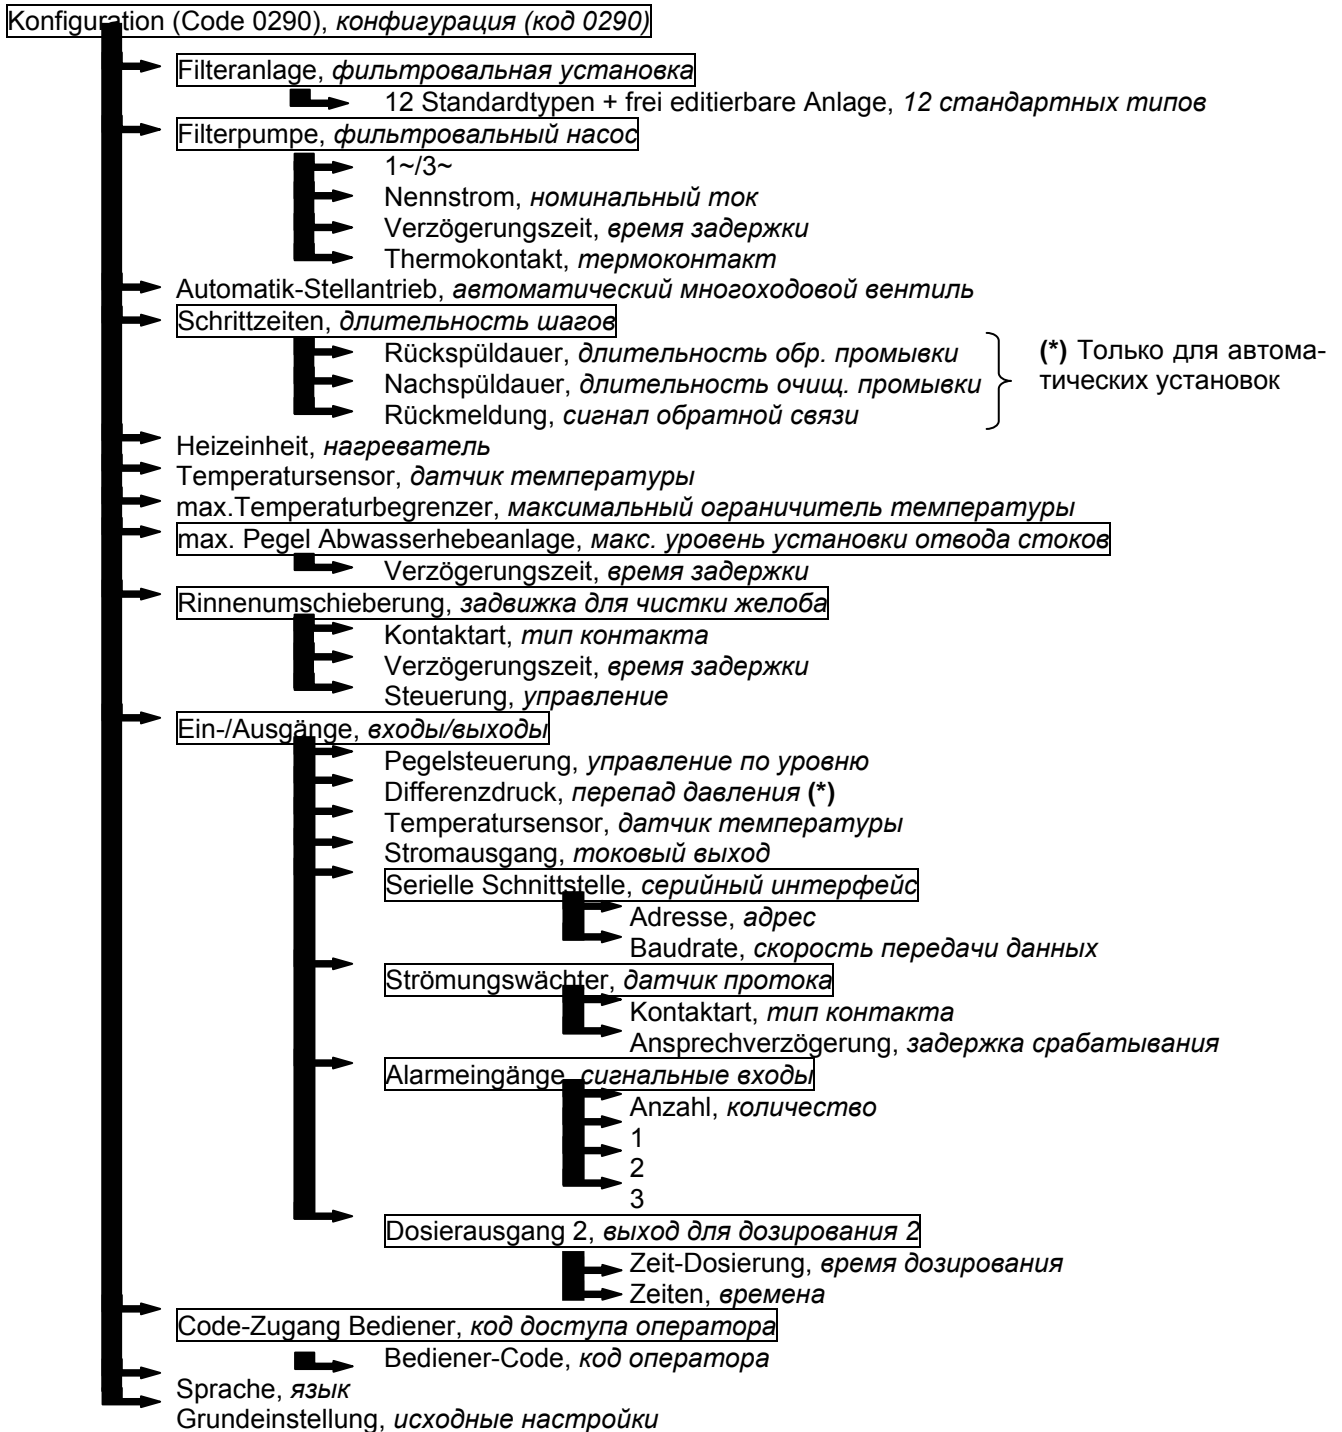 Konfiguration (Code 0290), конфигурация (код 0290)
Filteranlage, фильтровальная установка
12 Standardtypen + frei editierbare Anlage, 12 стандартных типов
Filterpumpe, фильтровальный насос
1~/3~
Nennstrom, номинальный ток
Verzögerungszeit, время задержки
Thermokontakt, термоконтакт
Automatik-Stellantrieb, автоматический многоходовой вентиль
Schrittzeiten, длительность шагов
Rückspüldauer, длительность обр. промывки
Nachspüldauer, длительность очищ. промывки
Rückmeldung, сигнал обратной связи
(*) Только для автома-
тических установок
Heizeinheit, нагреватель
Temperatursensor, датчик температуры
max.Temperaturbegrenzer, максимальный ограничитель температуры
max. Pegel Abwasserhebeanlage, макс. уровень установки отвода стоков
Verzögerungszeit, время задержки
Rinnenumschieberung, задвижка для чистки желоба
Kontaktart, тип контакта
Verzögerungszeit, время задержки
Steuerung, управление
Ein-/Ausgänge, входы/выходы
Pegelsteuerung, управление по уровню
Differenzdruck, перепад давления (*)
Temperatursensor, датчик температуры
Stromausgang, токовый выход
Serielle Schnittstelle, серийный интерфейс
Adresse, адрес
Baudrate, скорость передачи данных
Strömungswächter, датчик протока
Kontaktart, тип контакта
Ansprechverzögerung, задержка срабатывания
Alarmeingänge, сигнальные входы
Anzahl, количество
1
2
3
Dosierausgang 2, выход для дозирования 2
Zeit-Dosierung, время дозирования
Zeiten, времена
Code-Zugang Bediener, код доступа оператора
Bediener-Code, код оператора
Sprache, язык
Grundeinstellung, исходные настройки